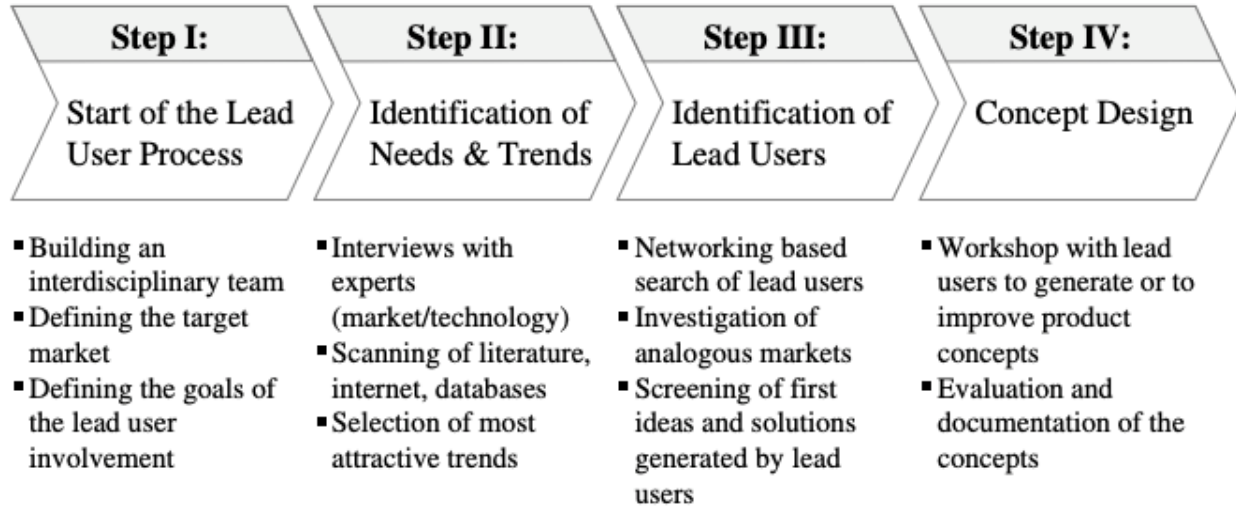 Step I:
Start of the Lead
User Process
▪ Building an
interdisciplinary team
▪ Defining the target
market
▪ Defining the goals of
the lead user
involvement
Step II:
Identification of
Needs & Trends
▪ Interviews with
experts
(market/technology)
▪ Scanning of literature,
internet, databases
▪ Selection of most
attractive trends
Step III:
Identification of
Lead Users
▪ Networking based
search of lead users
▪ Investigation of
analogous markets
▪ Screening of first
ideas and solutions
generated by lead
users
Step IV:
Concept Design
▪ Workshop with lead
users to generate or to
improve product
concepts
▪ Evaluation and
documentation of the
concepts